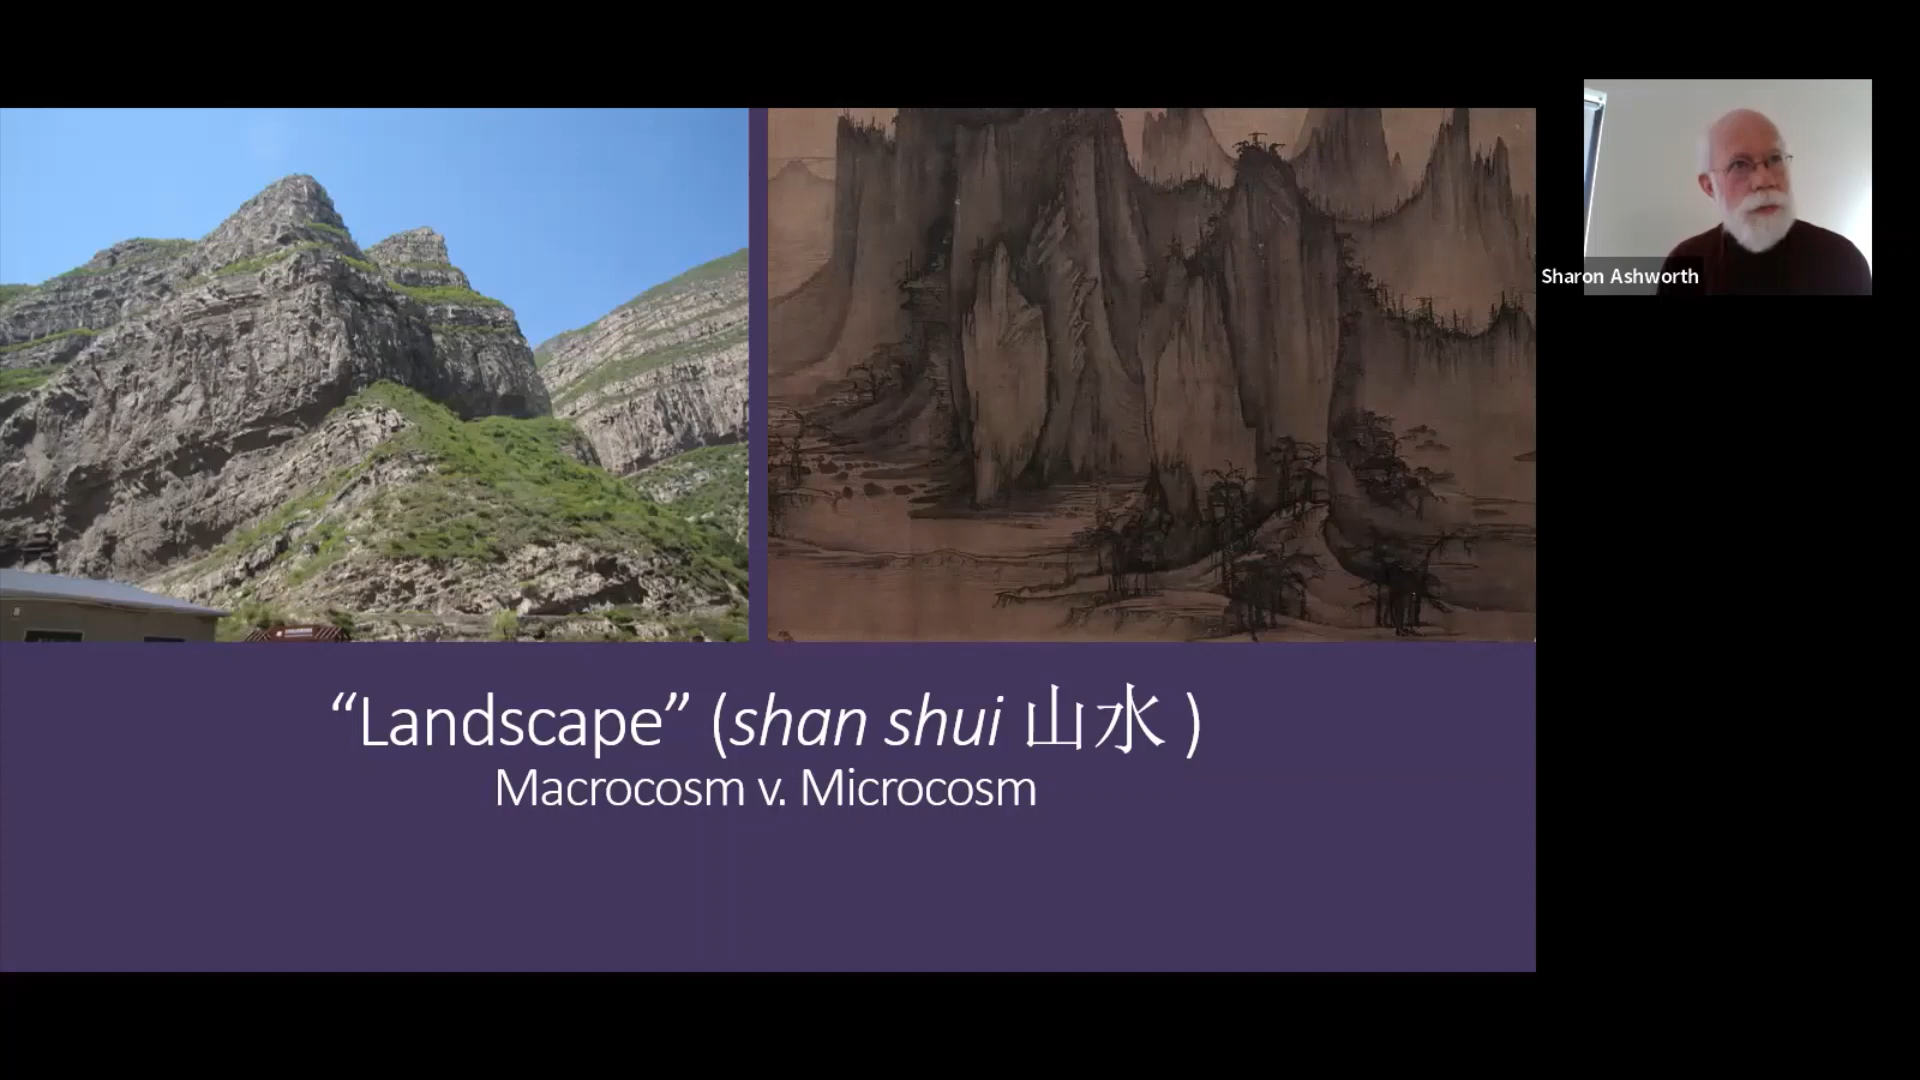 Sharon Ashworth
“Landscape” (shan shui 山水 )
Macrocosm v. Microcosm